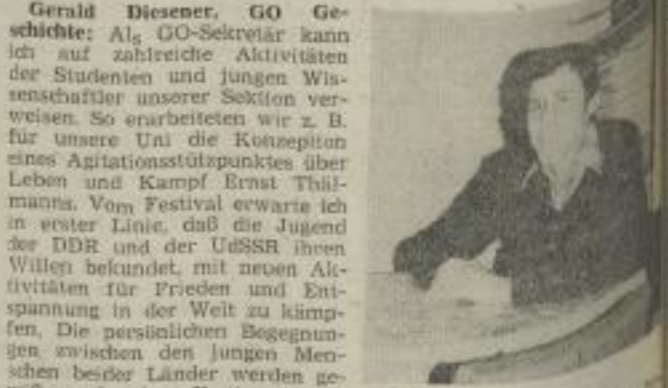 Gerald Diesener, GO Ge-
schichte: Als GO-Sekretär kann
ich auf zahlreiche Aktivitäten
der Studenten und jungen Wis-
senschaftler unserer Sektion ver-
weisen. So erarbeiteten wir z. B.
für unsere Uni die Konzeption
eines Agitationsstützpunktes über
Leben und Kampf Ernst Thäl-
manns. Vom Festival erwarte ich
in erster Linie, daß die Jugend
der DDR und der UdSSR ihren
Willen bekundet, mit neuen Ak-
tivitäten für Frieden und Ent-
spannung in der Welt zu kämp-
fen. Die persönlichen Begegnun-
gen zwischen den jungen Men-
schen beider Länder werden ge-